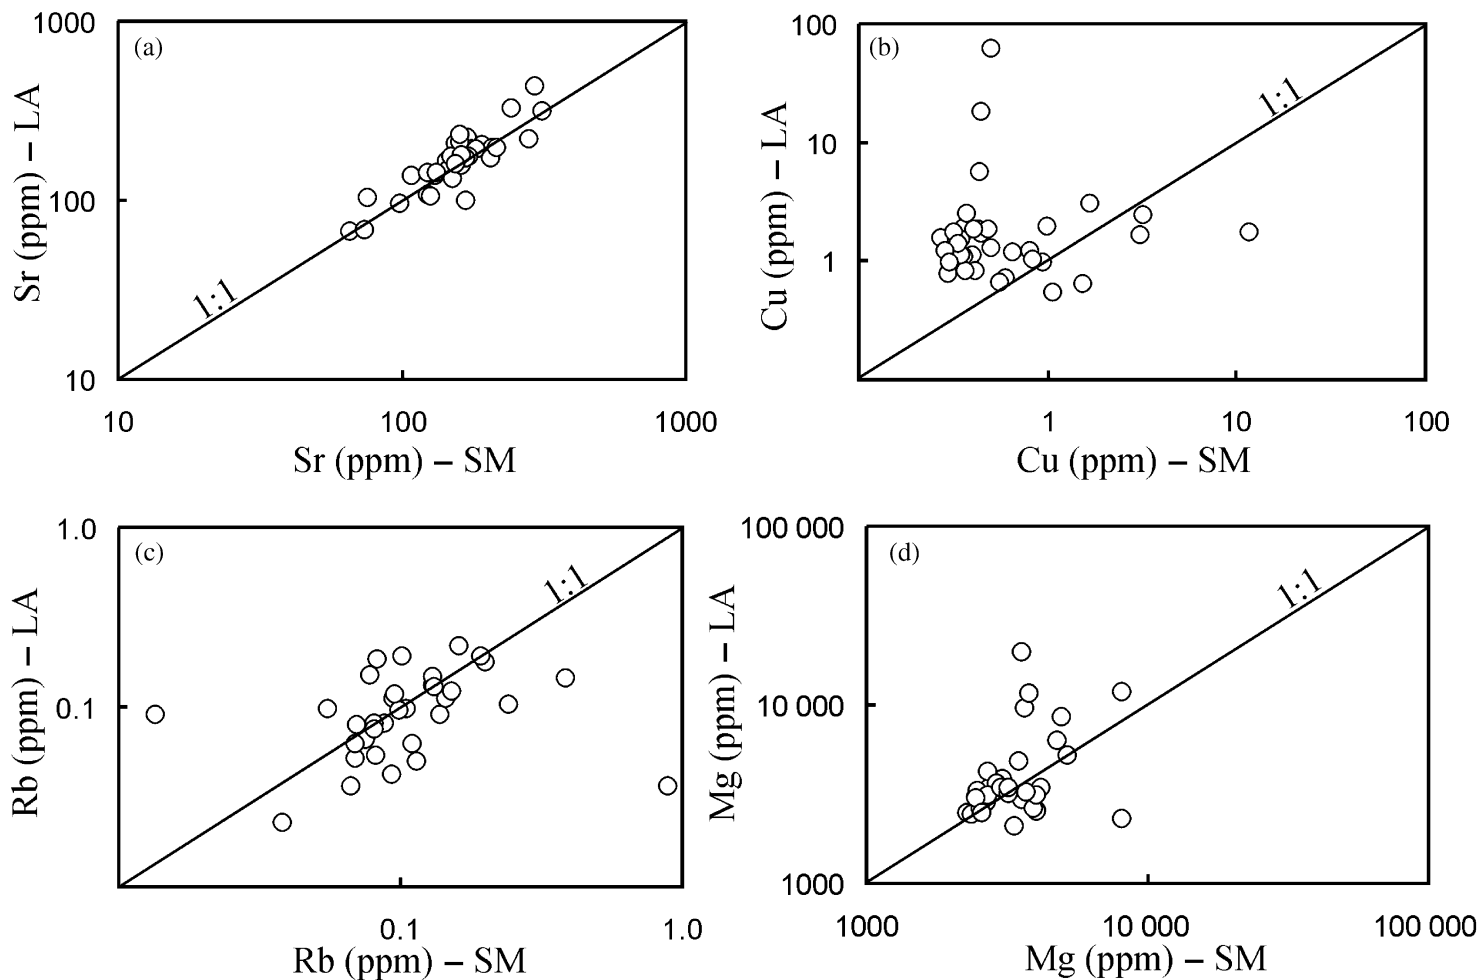 1000
(a)
Sr (ppm) – LA
100
1:1
10
10
100
1000
Sr (ppm) – SM
100
(b)
1:1
Cu (ppm) – LA
10
1
1
10
100
Cu (ppm) – SM
1.0
(c)
1:1
Rb (ppm) – LA
0.1
0.1
1.0
Rb (ppm) – SM
100 000
(d)
1:1
Mg (ppm) – LA
10 000
1000
1000
10 000
100 000
Mg (ppm) – SM